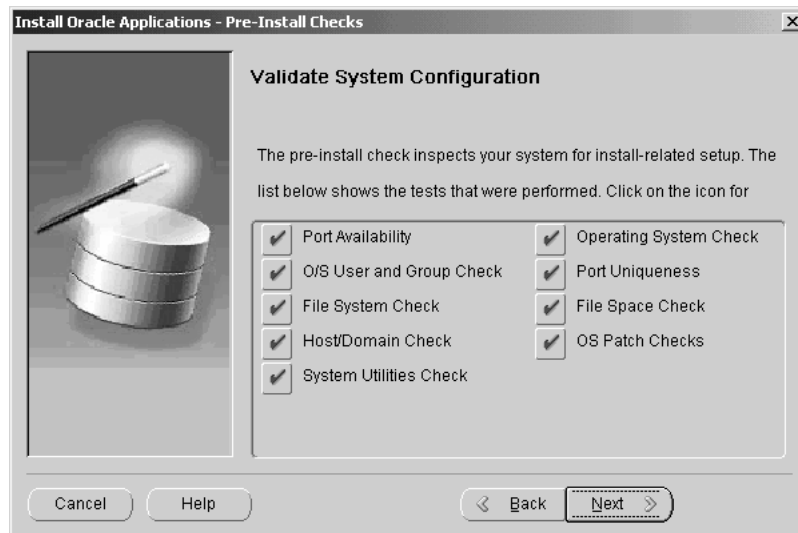 Install Oracle Applications - Pre-Install Checks
Validate System Configuration
The pre-install check inspects your system for install-related setup. The
list below shows the tests that were performed. Click on the icon for
Port Availability
Operating System Check
O/S User and Group Check
Port Uniqueness
File System Check
File Space Check
Host/Domain Check
OS Patch Checks
System Utilities Check
Cancel
Help
Back
Next